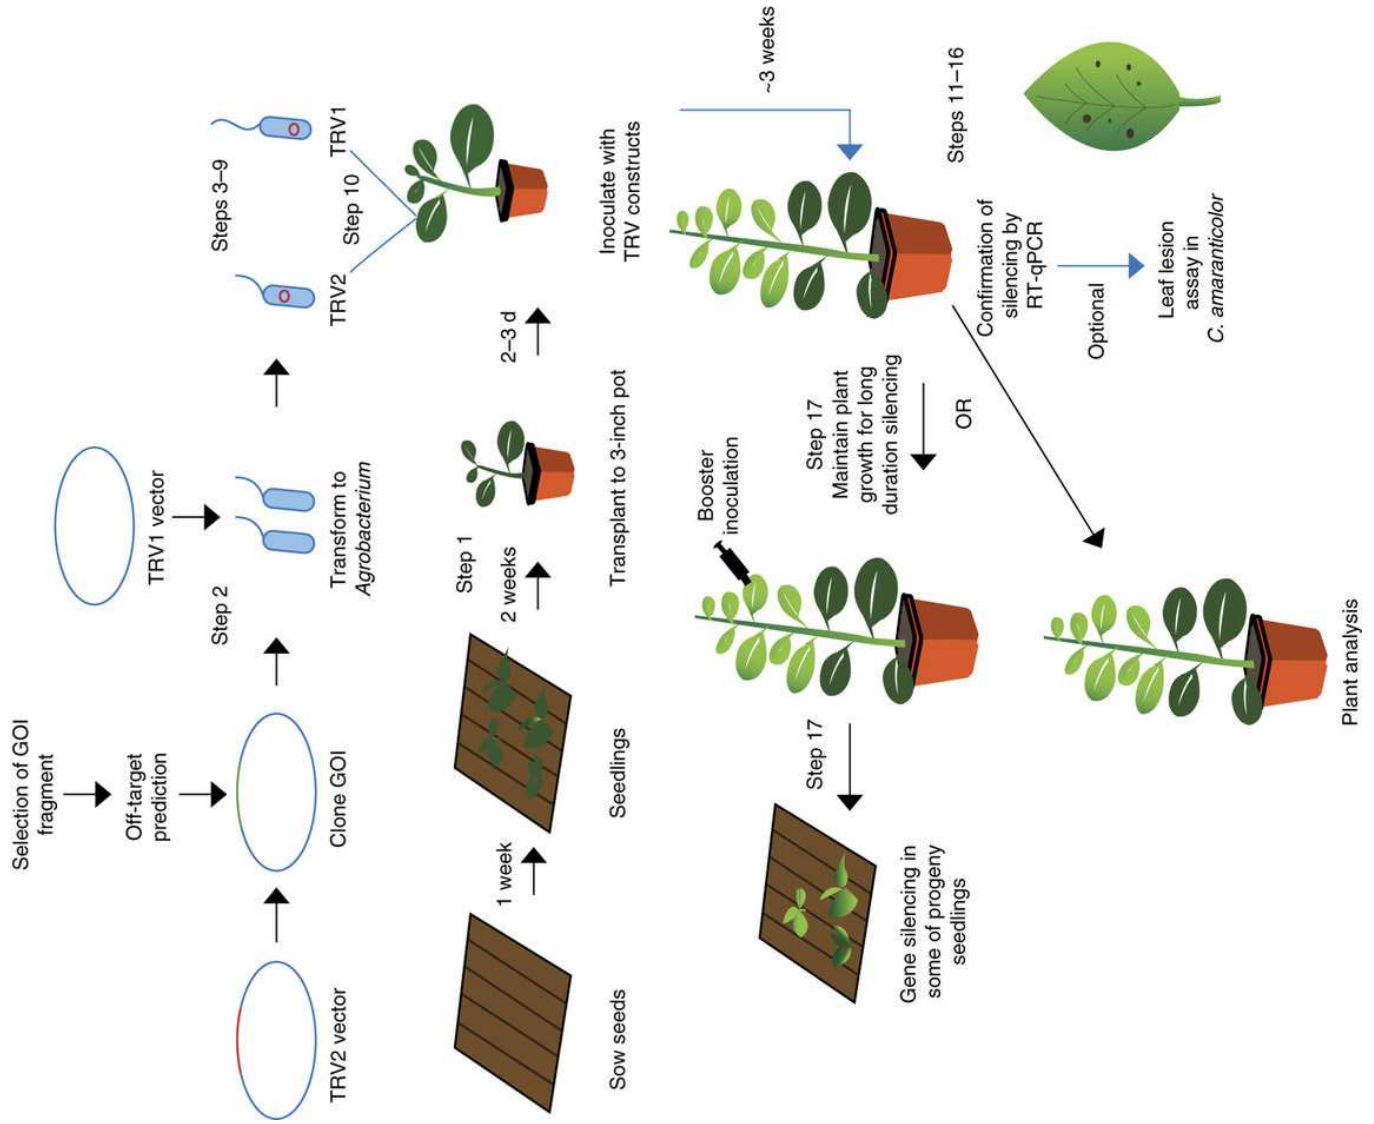 Selection of GOI
fragment
Off-target
prediction
TRV2 vector
Clone GOI
TRV1 vector
Step 2
Transform to
Agrobacterium
Steps 3–9
TRV2
TRV1
Step 10
Sow seeds
1 week
Seedlings
Step 1
2 weeks
Transplant to 3-inch pot
2–3 d
Inoculate with
TRV constructs
~3 weeks
Steps 11–16
Confirmation of
silencing by
RT-qPCR
Optional
Leaf lesion
assay in
C. amaranticolor
Step 17
Maintain plant
growth for long
duration silencing
OR
Booster
inoculation
Step 17
Gene silencing in
some of progeny
seedlings
Plant analysis